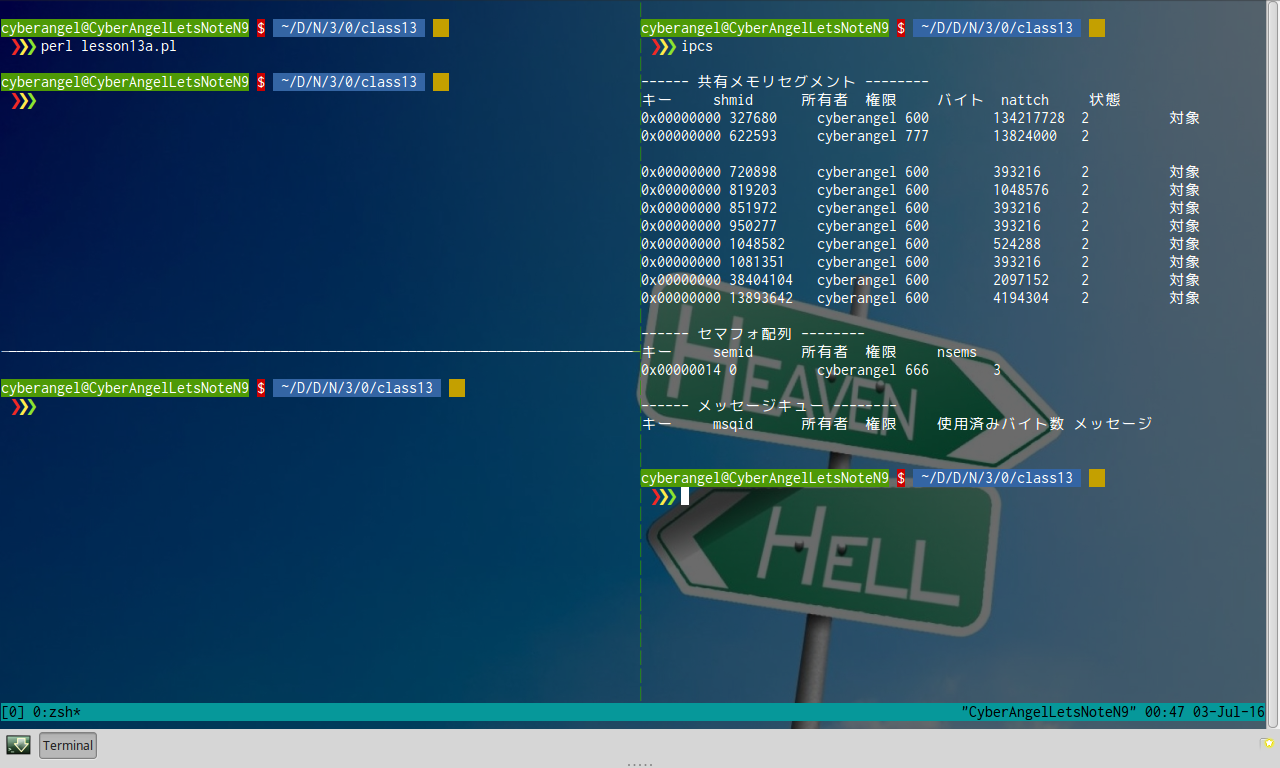 cyberangel@CyberAngelLetsNoteN9 $ ~/D/N/3/0/class13
❯❯❯ perl lesson13a.pl
cyberangel@CyberAngelLetsNoteN9 $ ~/D/N/3/0/class13
❯❯❯
cyberangel@CyberAngelLetsNoteN9 $ ~/D/D/N/3/0/class13
❯❯❯
cyberangel@CyberAngelLetsNoteN9 $ ~/D/D/N/3/0/class13
❯❯❯ ipcs
------ 共有メモリセグメント --------
キー shmid 所有者 権限 バイト nattch 状態
0x00000000 327680 cyberangel 600 134217728 2 対象
0x00000000 622593 cyberangel 777 13824000 2
0x00000000 720898 cyberangel 600 393216 2 対象
0x00000000 819203 cyberangel 600 1048576 2 対象
0x00000000 851972 cyberangel 600 393216 2 対象
0x00000000 950277 cyberangel 600 393216 2 対象
0x00000000 1048582 cyberangel 600 524288 2 対象
0x00000000 1081351 cyberangel 600 393216 2 対象
0x00000000 38404104 cyberangel 600 2097152 2 対象
0x00000000 13893642 cyberangel 600 4194304 2 対象
------ セマフォ配列 --------
キー semid 所有者 権限 nsems
0x00000014 0 cyberangel 666 3
------ メッセージキュー --------
キー msqid 所有者 権限 使用済みバイト数 メッセージ
cyberangel@CyberAngelLetsNoteN9 $ ~/D/D/N/3/0/class13
❯❯❯
HEAVEN
HELL
[0] 0:zsh* "CyberAngelLetsNoteN9" 00:47 03-Jul-16
Terminal